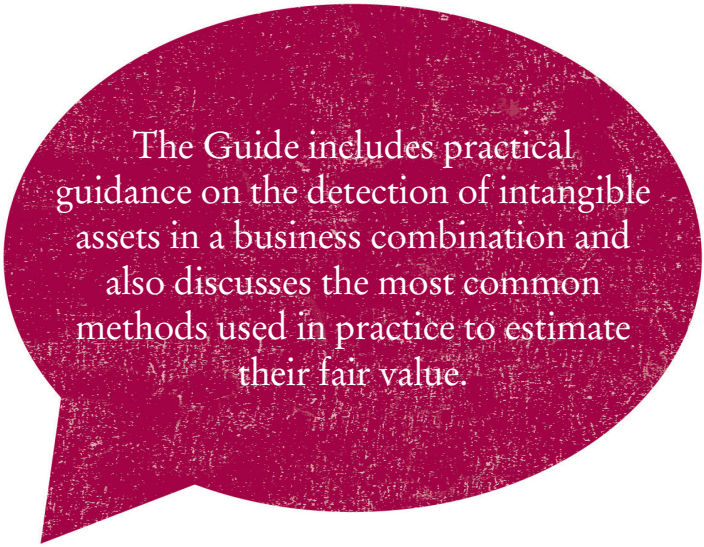 The Guide includes practical
guidance on the detection of intangible
assets in a business combination and
also discusses the most common
methods used in practice to estimate
their fair value.